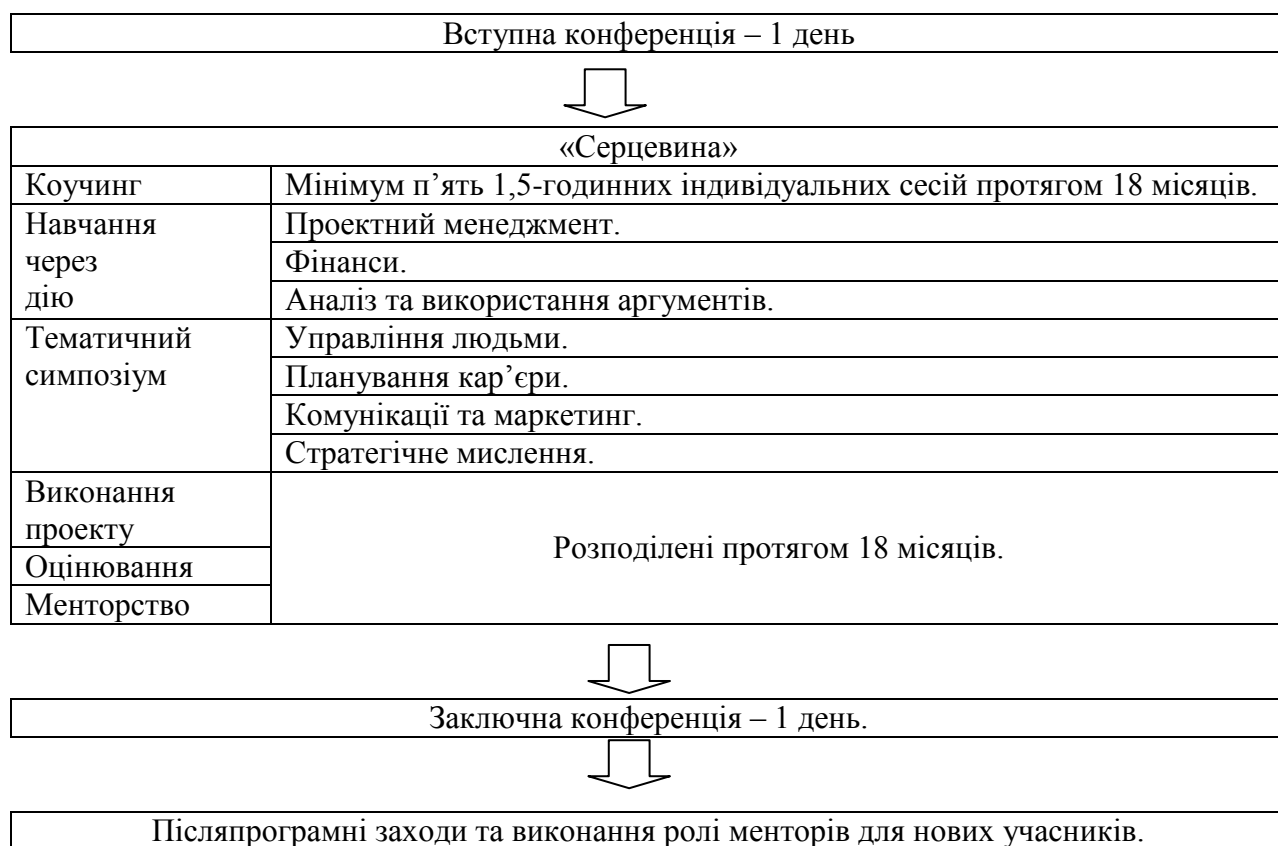 Вступна конференція – 1 день
«Серцевина»
Коучинг
Мінімум п’ять 1,5-годинних індивідуальних сесій протягом 18 місяців.
Навчання
через
дію
Проектний менеджмент.
Фінанси.
Аналіз та використання аргументів.
Тематичний
симпозіум
Управління людьми.
Планування кар’єри.
Комунікації та маркетинг.
Стратегічне мислення.
Виконання
проекту
Оцінювання
Менторство
Розподілені протягом 18 місяців.
Заключна конференція – 1 день.
Післяпрограмні заходи та виконання ролі менторів для нових учасників.